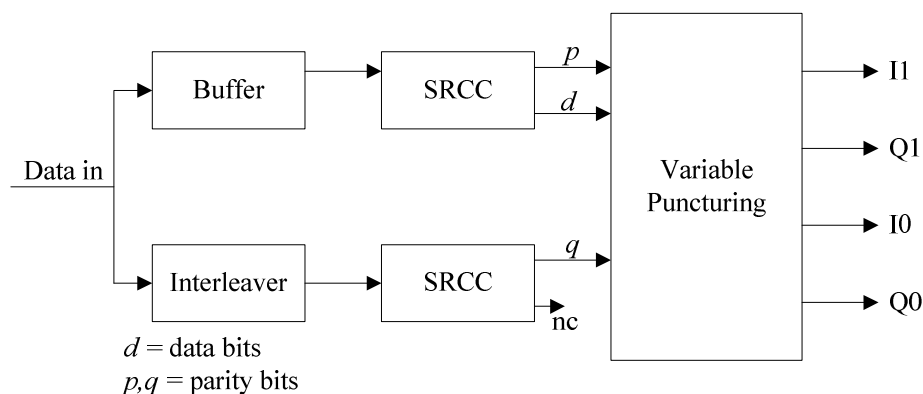 p
I1
Buffer
SRCC
d
Q1
Data in
Variable
Puncturing
I0
q
Interleaver
SRCC
Q0
nc
d = data bits
p,q = parity bits